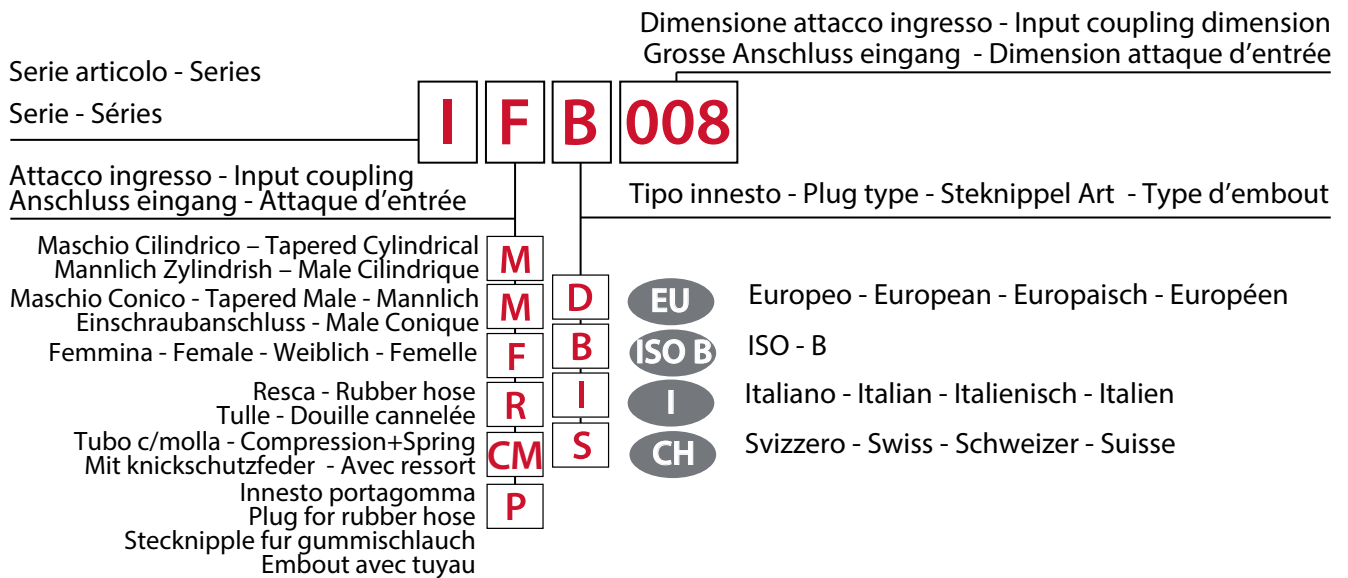 Dimensione attacco ingresso - Input coupling dimension
Grosse Anschluss eingang - Dimension attaque d'entrée
Serie articolo - Series
Serie - Séries
I F B 008
Attacco ingresso - Input coupling
Anschluss eingang - Attaque d'entrée
Tipo innesto - Plug type - Steknippel Art - Type d'embout
Maschio Cilindrico – Tapered Cylindrical
Mannlich Zylindrish – Male Cilindrique
M
Maschio Conico - Tapered Male - Mannlich
Einschraubanschluss - Male Conique
M
Femmina - Female - Weiblich - Femelle
F
Resca - Rubber hose
Tulle - Douille cannelée
R
Tubo c/molla - Compression+Spring
Mit knickschutzfeder - Avec ressort
CM
Innesto portagomma
Plug for rubber hose
Stecknipple fur gummischlauch
Embout avec tuyau
P
D EU Europeo - European - Europaisch - Européen
B ISO B ISO - B
I I Italiano - Italian - Italienisch - Italien
S CH Svizzero - Swiss - Schweizer - Suisse